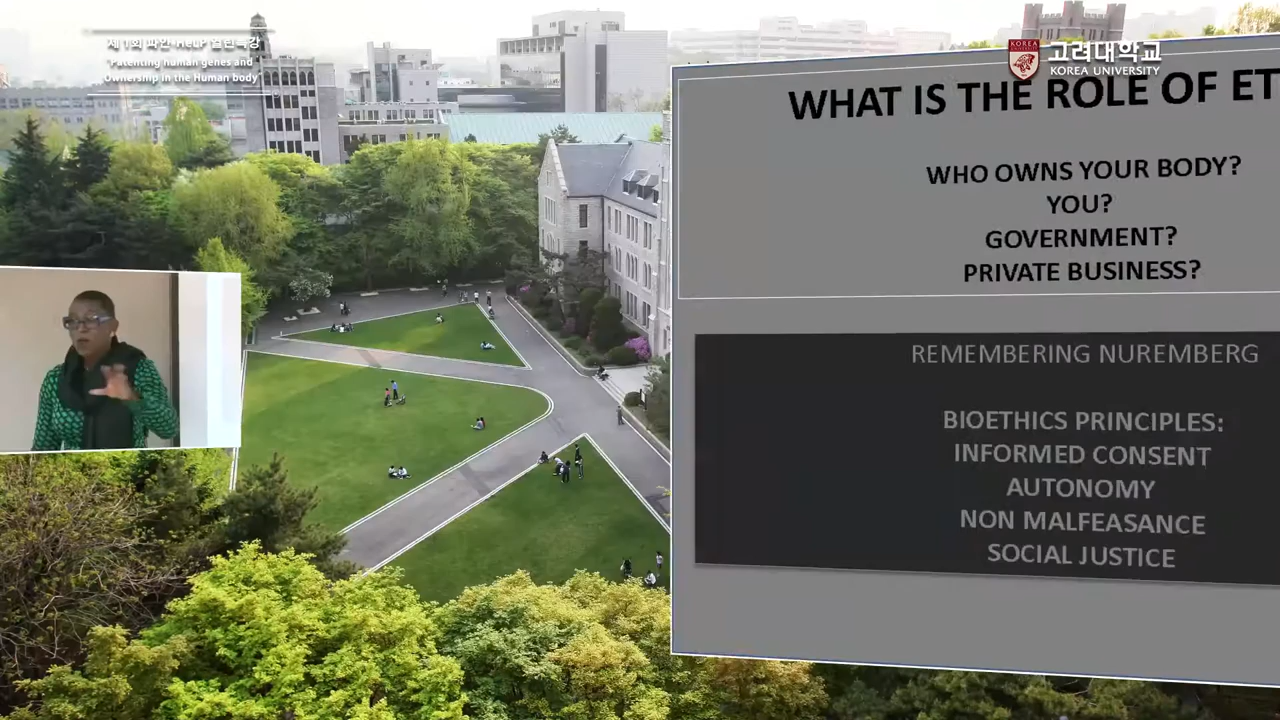 제1회 파안-HeLP 열린특강
'Patenting human genes and
Ownership in the Human body'
KOREA
고려대학교
KOREA UNIVERSITY
WHAT IS THE ROLE OF ET
WHO OWNS YOUR BODY?
YOU?
GOVERNMENT?
PRIVATE BUSINESS?
REMEMBERING NUREMBERG
BIOETHICS PRINCIPLES:
INFORMED CONSENT
AUTONOMY
NON MALFEASANCE
SOCIAL JUSTICE